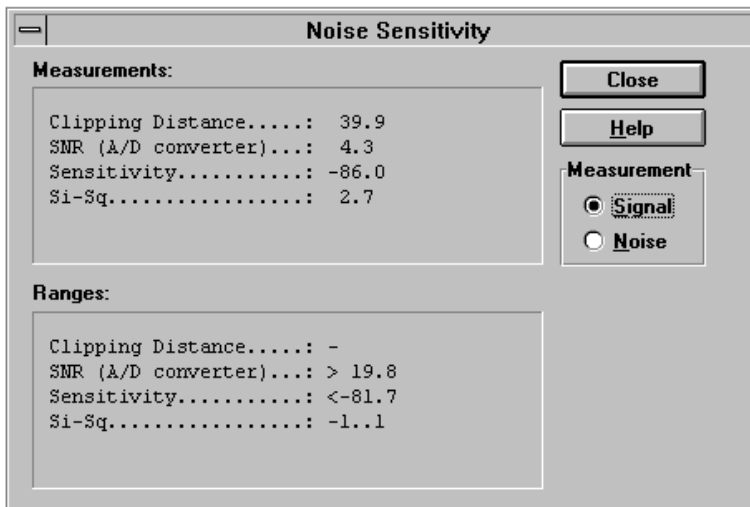 Noise Sensitivity
Measurements:
Clipping Distance.....: 39.9
SNR (A/D converter)...: 4.3
Sensitivity...........: -86.0
Si-Sq.................: 2.7
Close
Help
Measurement
Signal
Noise
Ranges:
Clipping Distance.....: -
SNR (A/D converter)...: > 19.8
Sensitivity...........: <-81.7
Si-Sq.................: -1..1